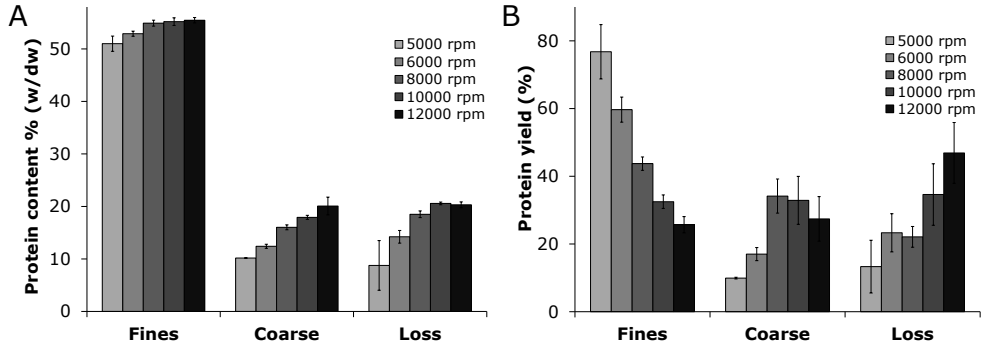 A
Protein content % (w/dw)
50
40
30
20
10
0
5000 rpm
6000 rpm
8000 rpm
10000 rpm
12000 rpm
Fines Coarse Loss
B
Protein yield (%)
80
60
40
20
0
5000 rpm
6000 rpm
8000 rpm
10000 rpm
12000 rpm
Fines Coarse Loss